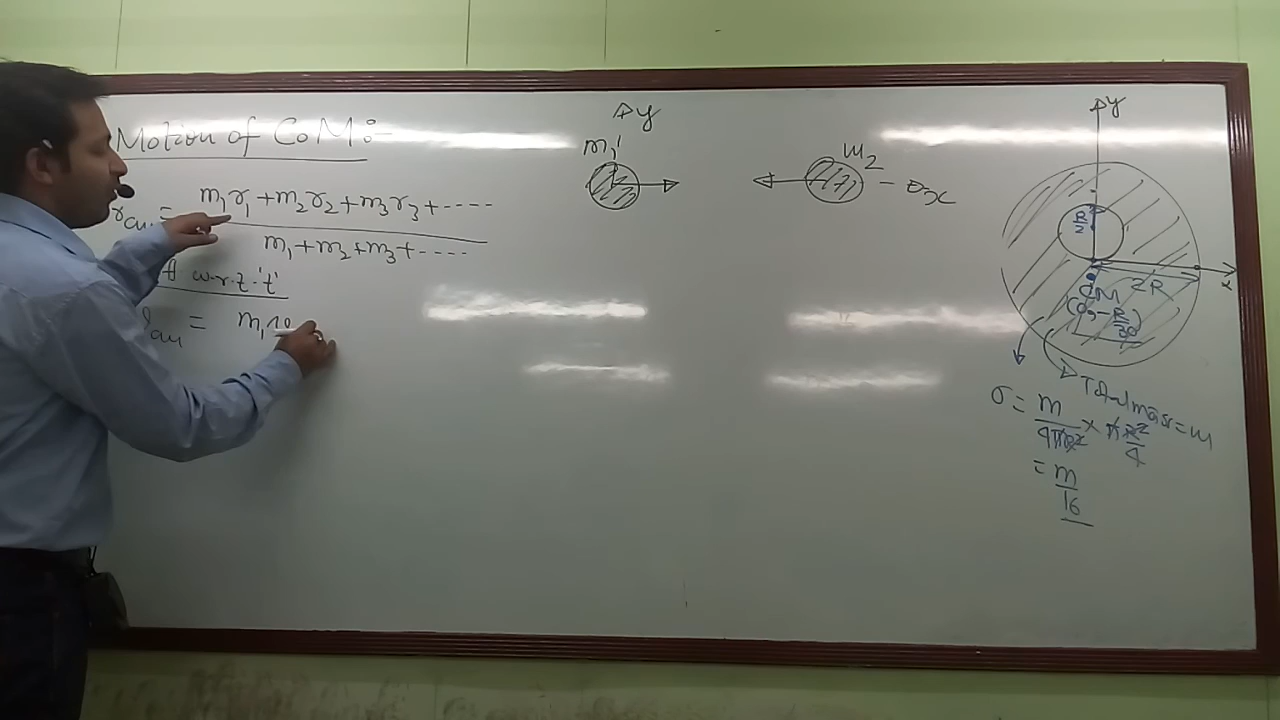 Motion of CoM:-
m₁r₁+m₂r₂+m₃r₃+----
r_CM =
m₁+m₂+m₃+----
w.r.t. 't'
= m₁
y
m₁
m₂
x
y
R/2
2R
x
CM
(0, -R/30)
Total mass = m
σ = m/4πR² × πR²/4
= m/16